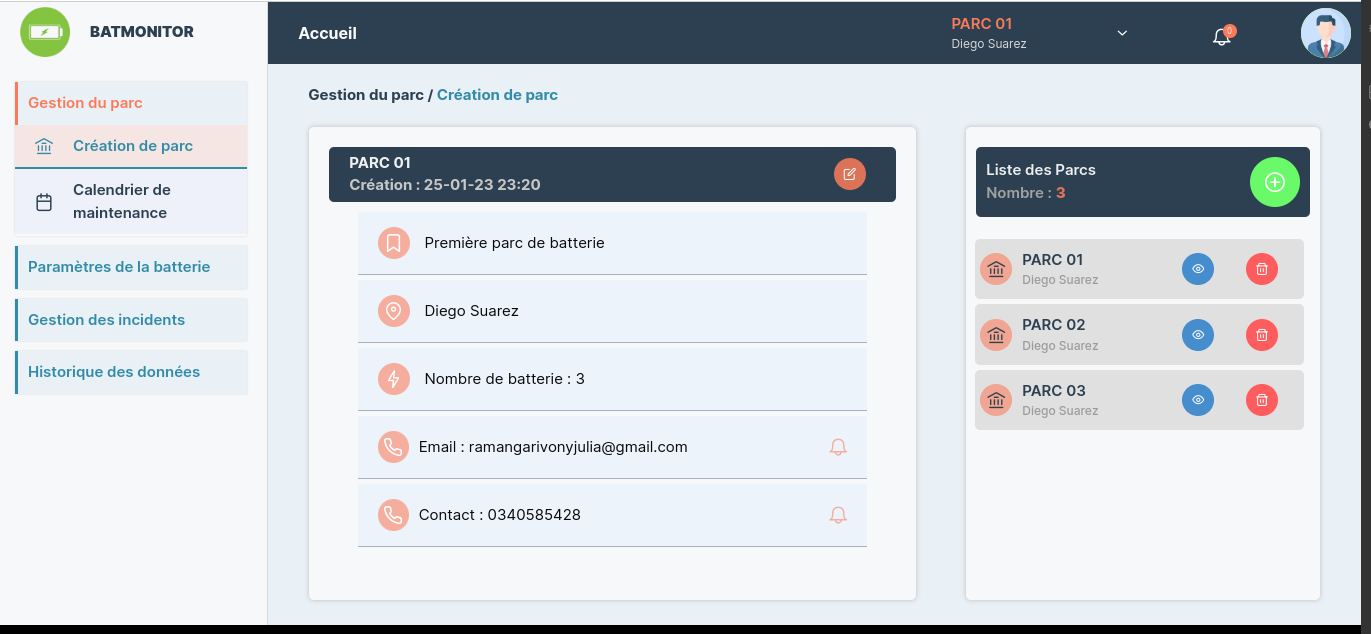 BATMONITOR
Accueil
PARC 01
Diego Suarez
0
Gestion du parc
Création de parc
Calendrier de
maintenance
Paramètres de la batterie
Gestion des incidents
Historique des données
Gestion du parc / Création de parc
PARC 01
Création : 25-01-23 23:20
Première parc de batterie
Diego Suarez
Nombre de batterie : 3
Email : ramangarivonyjulia@gmail.com
Contact : 0340585428
Liste des Parcs
Nombre : 3
PARC 01
Diego Suarez
PARC 02
Diego Suarez
PARC 03
Diego Suarez